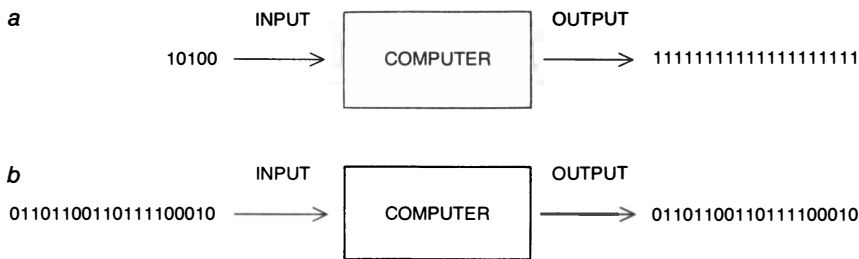 a INPUT OUTPUT
10100 COMPUTER 11111111111111111111
b INPUT OUTPUT
01101100110111100010 COMPUTER 01101100110111100010